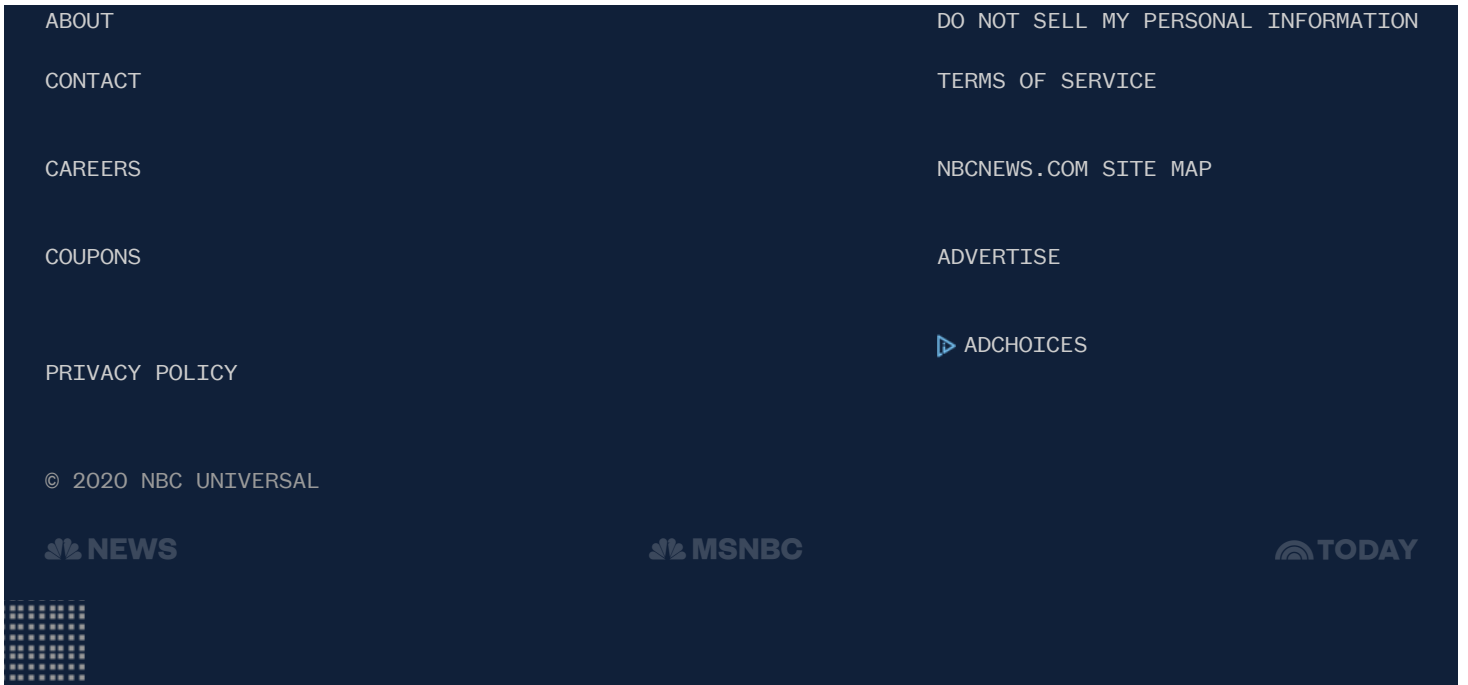 ABOUT
CONTACT
CAREERS
COUPONS
PRIVACY POLICY
DO NOT SELL MY PERSONAL INFORMATION
TERMS OF SERVICE
NBCNEWS.COM SITE MAP
ADVERTISE
ADCHOICES
© 2020 NBC UNIVERSAL
NEWS
MSNBC
TODAY